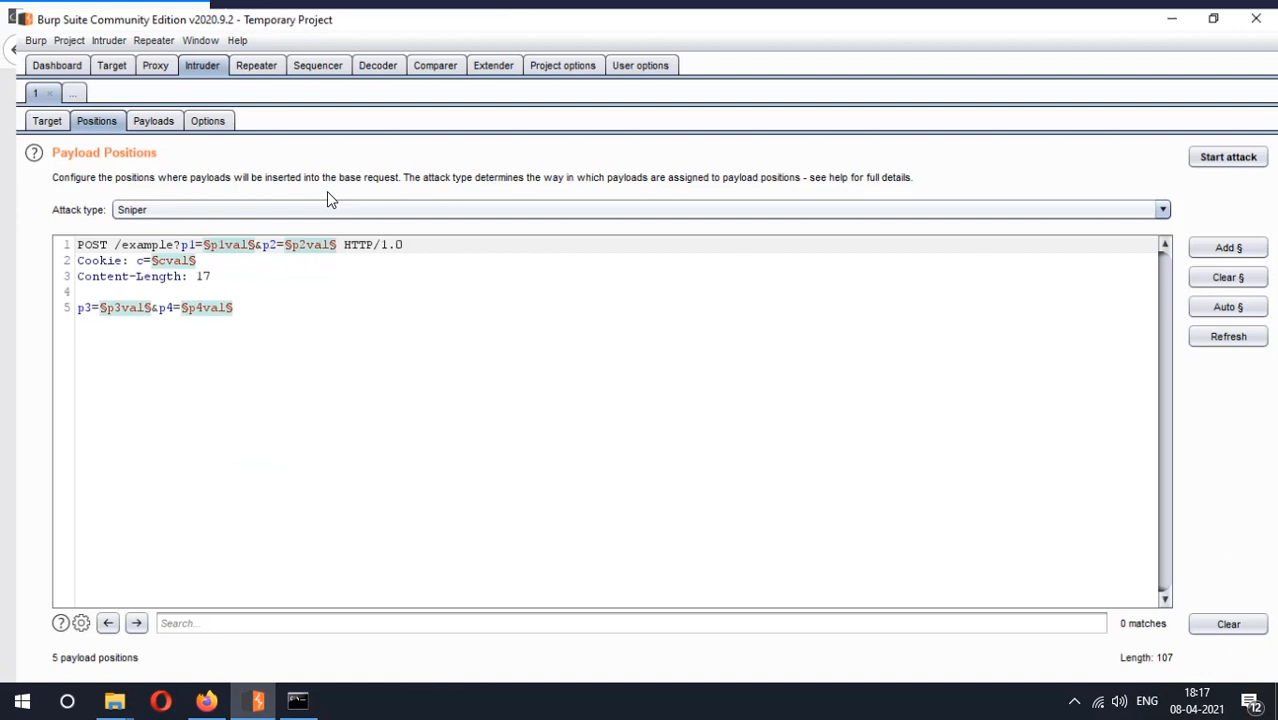 Burp Suite Community Edition v2020.9.2 - Temporary Project
Burp Project Intruder Repeater Window Help
Dashboard Target Proxy Intruder Repeater Sequencer Decoder Comparer Extender Project options User options
1 × ...
Target Positions Payloads Options
? Payload Positions
Start attack
Configure the positions where payloads will be inserted into the base request. The attack type determines the way in which payloads are assigned to payload positions - see help for full details.
Attack type: Sniper
1 POST /example?p1=§p1val§&p2=§p2val§ HTTP/1.0
2 Cookie: c=§cval§
3 Content-Length: 17
4
5 p3=§p3val§&p4=§p4val§
Add §
Clear §
Auto §
Refresh
? Search... 0 matches Clear
5 payload positions Length: 107
ENG 18:17
08-04-2021 12